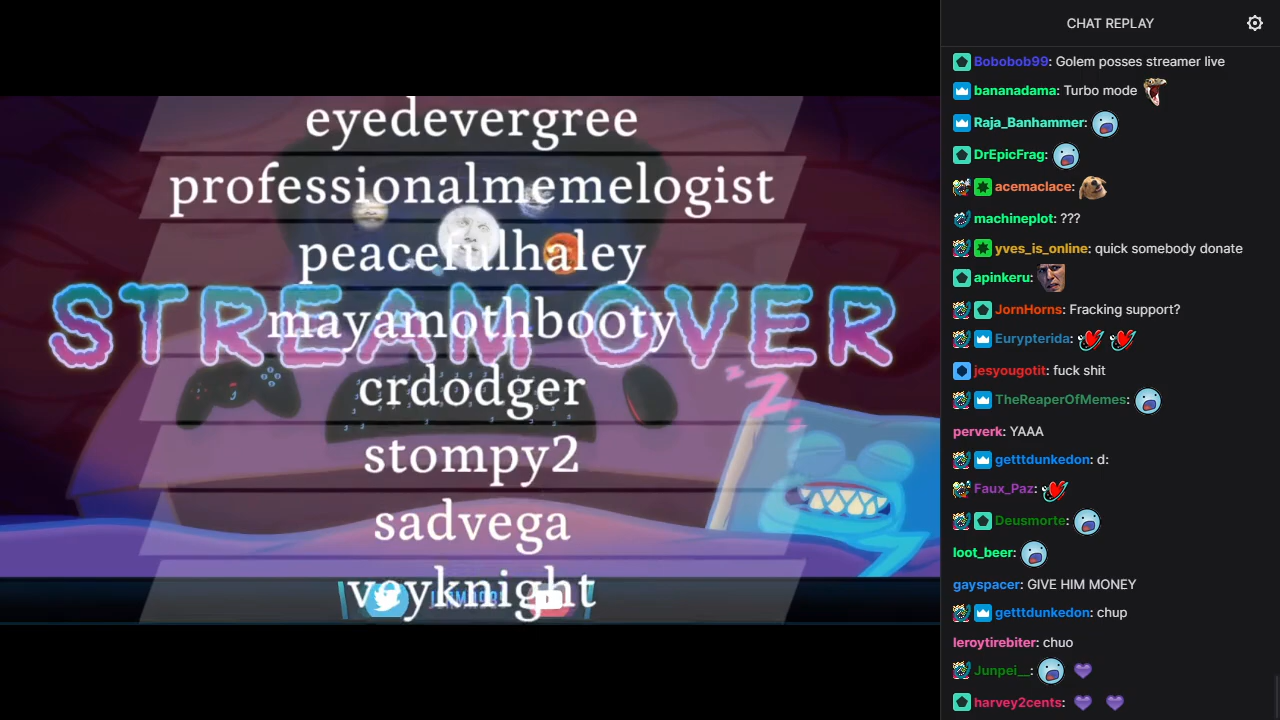 CHAT REPLAY
eyedevergree
professionalmemelogist
peacefulhaley
STREAM OVER
mayamothbooty
crdodger
stompy2
sadvega
veyknight
Bobobob99: Golem posses streamer live
bananadama: Turbo mode
Raja_Banhammer:
DrEpicFrag:
acemaclace:
machineplot: ???
yves_is_online: quick somebody donate
apinkeru:
JornHorns: Fracking support?
Eurypterida:
jesyougotit: fuck shit
TheReaperOfMemes:
perverk: YAAA
getttdunkedon: d:
Faux_Paz:
Deusmorte:
loot_beer:
gayspacer: GIVE HIM MONEY
getttdunkedon: chup
leroytirebiter: chuo
Junpei__:
harvey2cents: